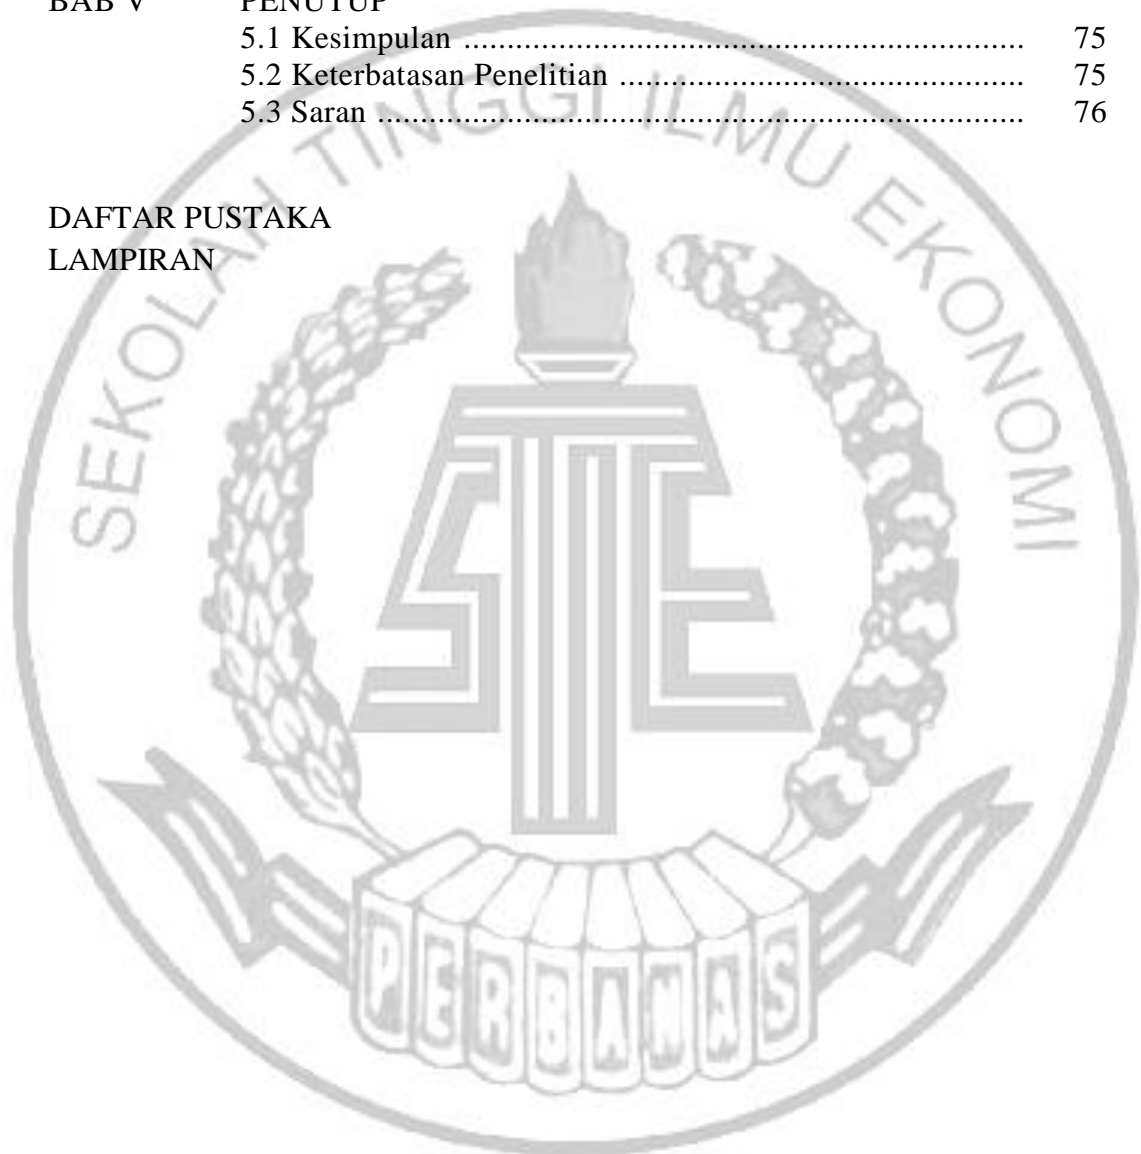 BAB V PENUTUP
5.1 Kesimpulan ................................................................. 75
5.2 Keterbatasan Penelitian ............................................... 75
5.3 Saran ........................................................................... 76
DAFTAR PUSTAKA
LAMPIRAN
SEKOLAH TINGGI ILMU EKONOMI
STIE
PERBANAS